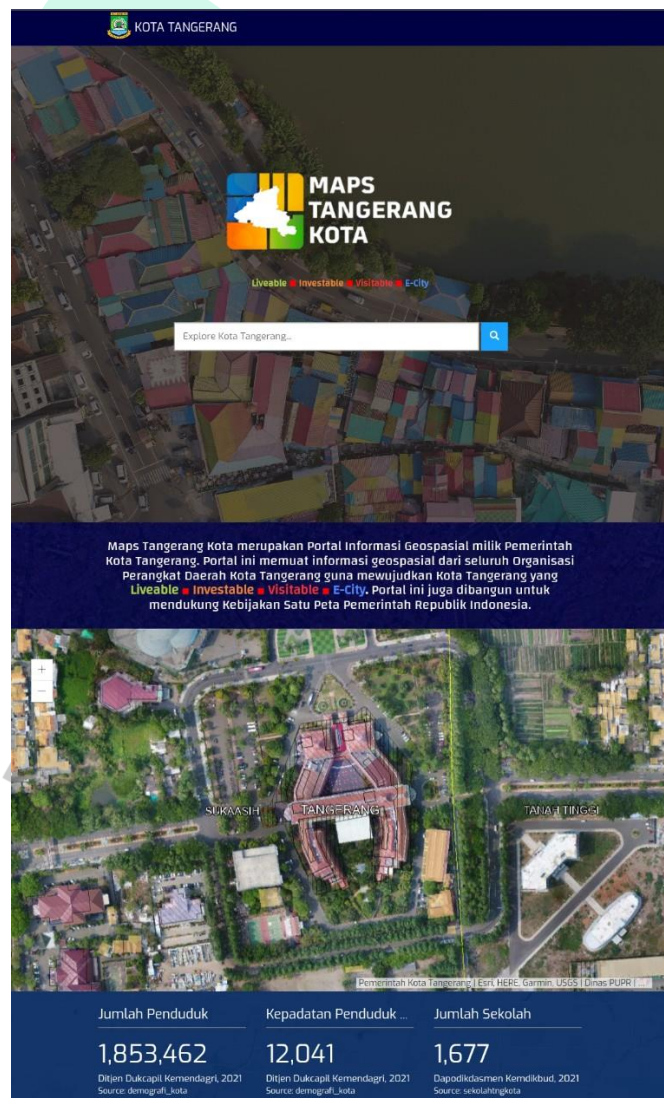 KOTA TANGERANG
MAPS
TANGERANG
KOTA
Liveable ■ Investable ■ Visitable ■ E-City
Explore Kota Tangerang...
Maps Tangerang Kota merupakan Portal Informasi Geospasial milik Pemerintah
Kota Tangerang. Portal ini memuat informasi geospasial dari seluruh Organisasi
Perangkat Daerah Kota Tangerang guna mewujudkan Kota Tangerang yang
Liveable ■ Investable ■ Visitable ■ E-City. Portal ini juga dibangun untuk
mendukung Kebijakan Satu Peta Pemerintah Republik Indonesia.
+
−
SUKAASIH
TANGERANG
TANAH TINGGI
Pemerintah Kota Tangerang | Esri, HERE, Garmin, USGS | Dinas PUPR | ...
Jumlah Penduduk
1,853,462
Ditjen Dukcapil Kemendagri, 2021
Source: demografi_kota
Kepadatan Penduduk ...
12,041
Ditjen Dukcapil Kemendagri, 2021
Source: demografi_kota
Jumlah Sekolah
1,677
Dapodikdasmen Kemdikbud, 2021
Source: sekolahtngkota